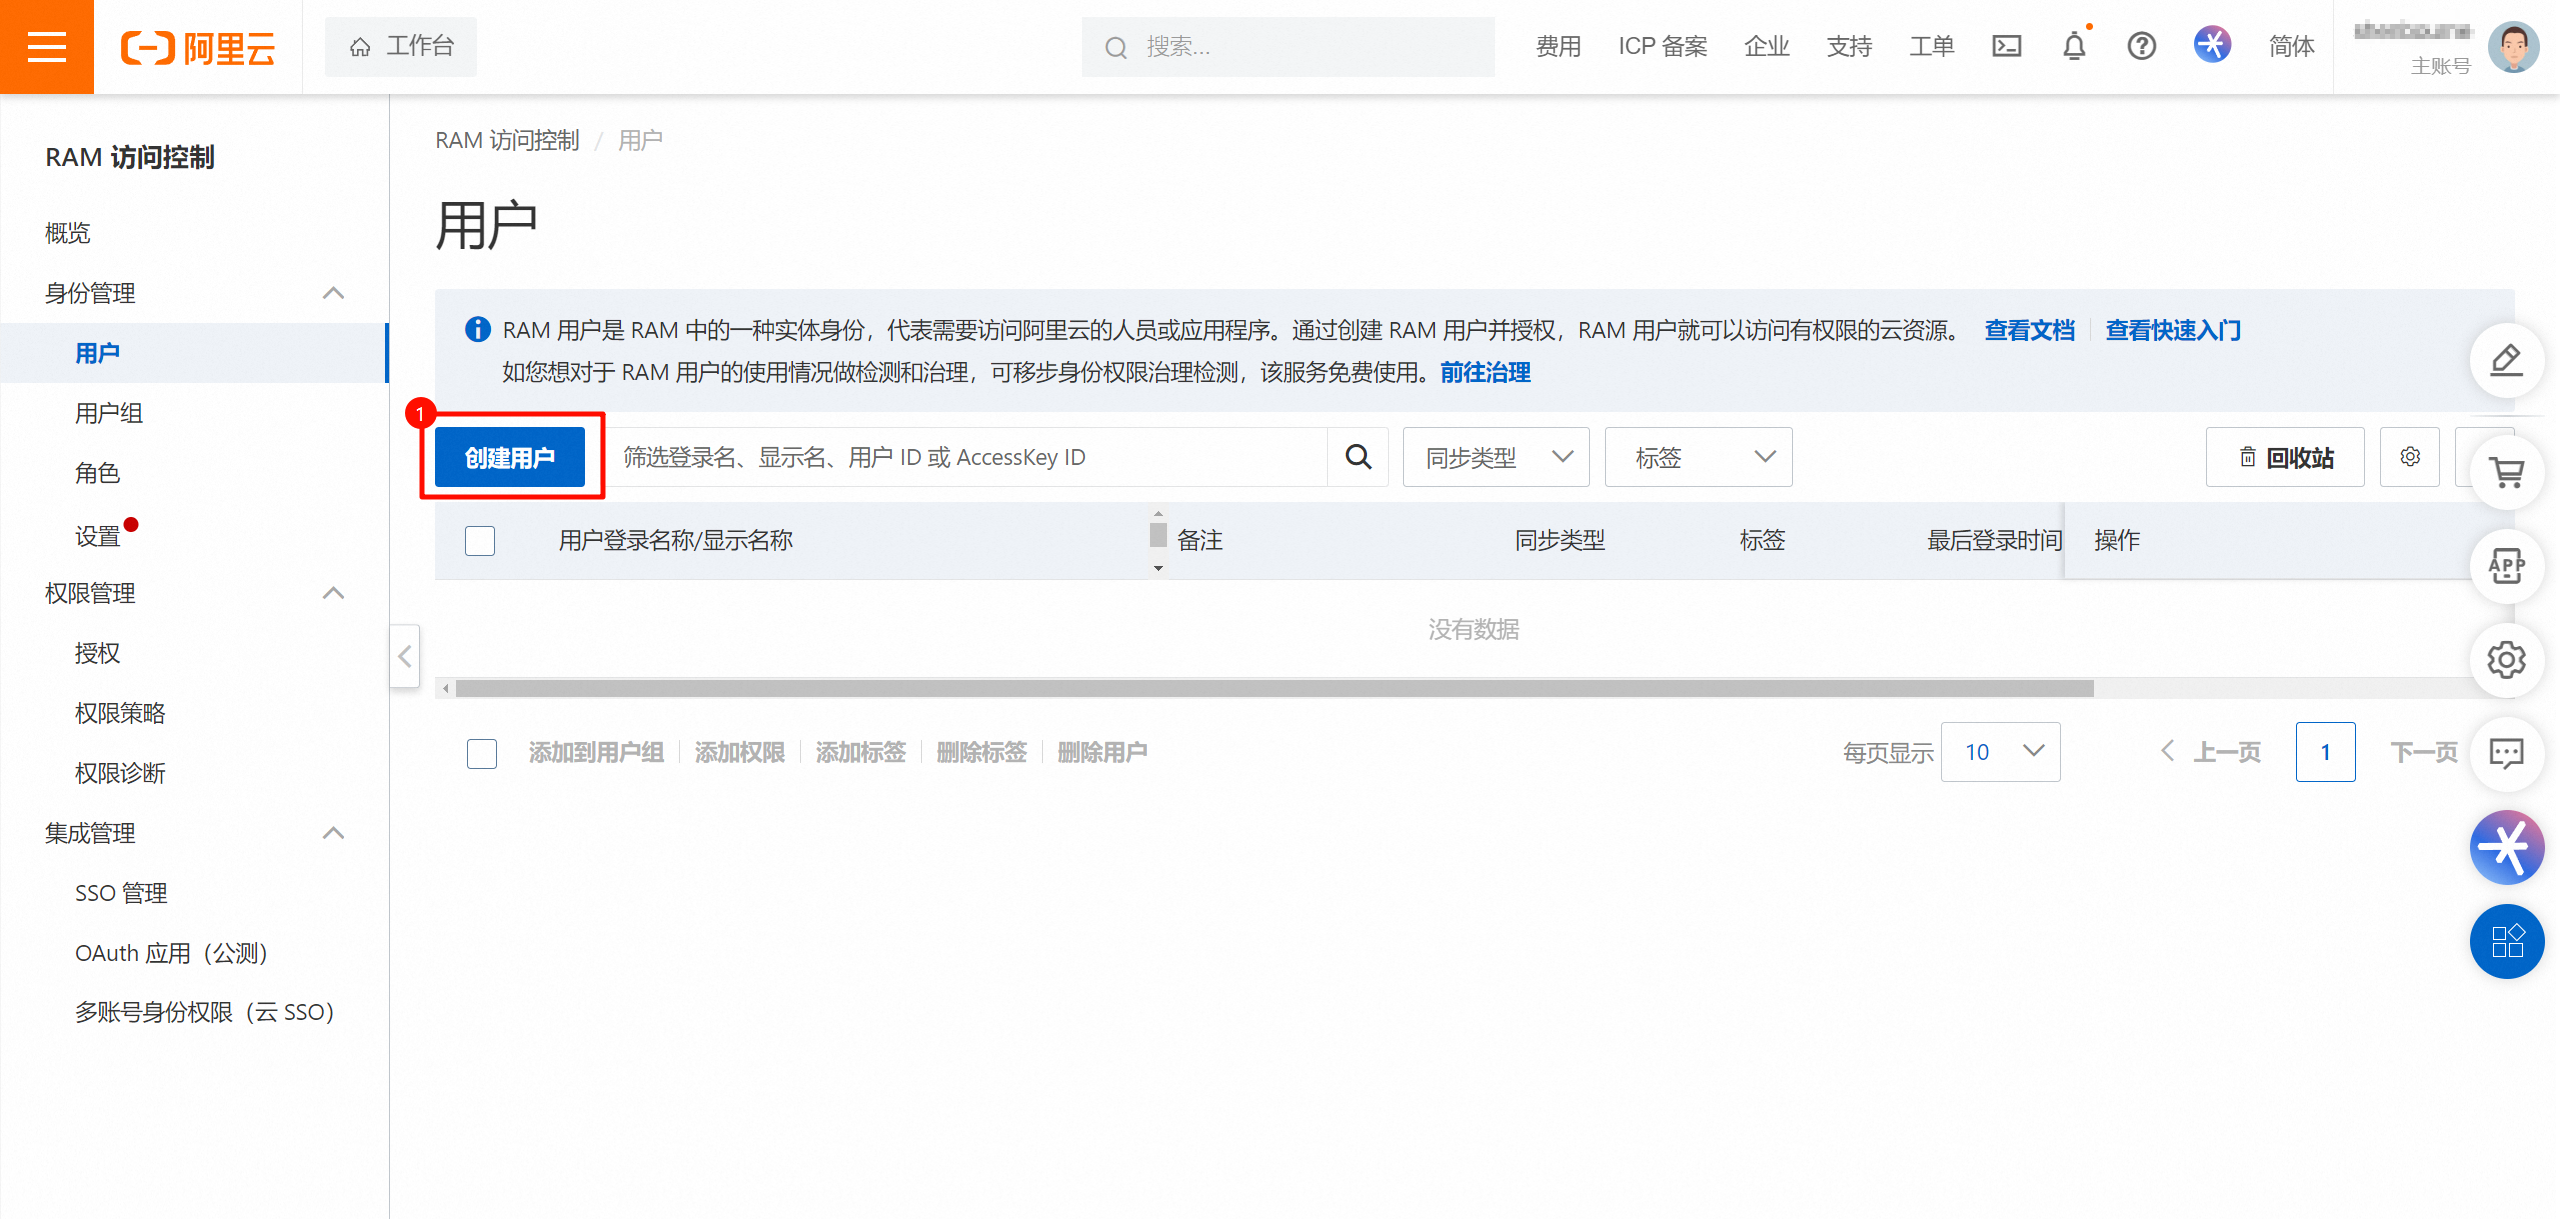 阿里云
工作台
搜索...
费用
ICP 备案
企业
支持
工单
简体
主账号
RAM 访问控制
概览
身份管理
用户
用户组
角色
设置
权限管理
授权
权限策略
权限诊断
集成管理
SSO 管理
OAuth 应用（公测）
多账号身份权限（云 SSO）
RAM 访问控制 / 用户
用户
RAM 用户是 RAM 中的一种实体身份，代表需要访问阿里云的人员或应用程序。通过创建 RAM 用户并授权，RAM 用户就可以访问有权限的云资源。 查看文档 查看快速入门
如您想对于 RAM 用户的使用情况做检测和治理，可移步身份权限治理检测，该服务免费使用。前往治理
1
创建用户
筛选登录名、显示名、用户 ID 或 AccessKey ID
同步类型
标签
回收站
用户登录名称/显示名称
备注
同步类型
标签
最后登录时间
操作
没有数据
添加到用户组
添加权限
添加标签
删除标签
删除用户
每页显示
10
上一页
1
下一页
APP